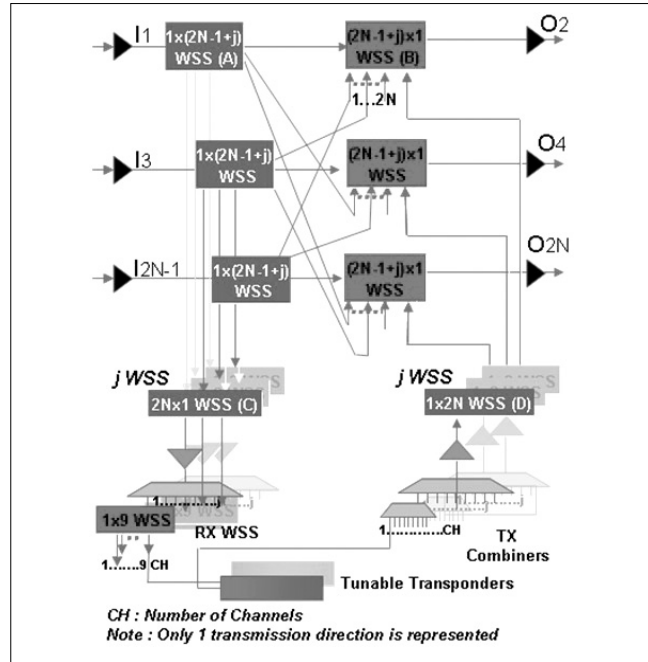 I1
1x(2N-1+j)
WSS (A)
(2N-1+j)x1
WSS (B)
O2
1...2N
I3
1x(2N-1+j)
WSS
(2N-1+j)x1
WSS
O4
I2N-1
1x(2N-1+j)
WSS
(2N-1+j)x1
WSS
O2N
j WSS
2Nx1 WSS (C)
j WSS
1x2N WSS (D)
1............j
1x9 WSS
RX WSS
1.......9 CH
1..............CH
TX
Combiners
Tunable Transponders
CH : Number of Channels
Note : Only 1 transmission direction is represented